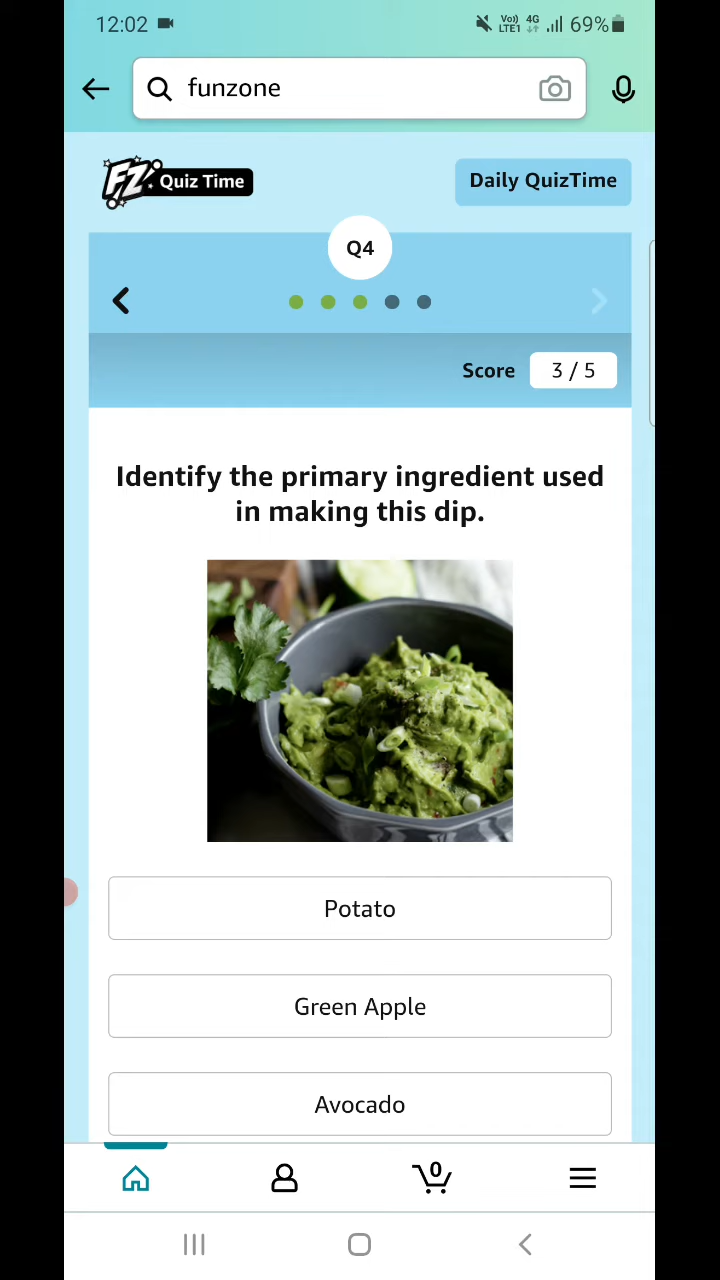 12:02
Vo)) 4G 69%
LTE1
funzone
FZ Quiz Time
Daily QuizTime
Q4
Score 3 / 5
Identify the primary ingredient used
in making this dip.
Potato
Green Apple
Avocado
0